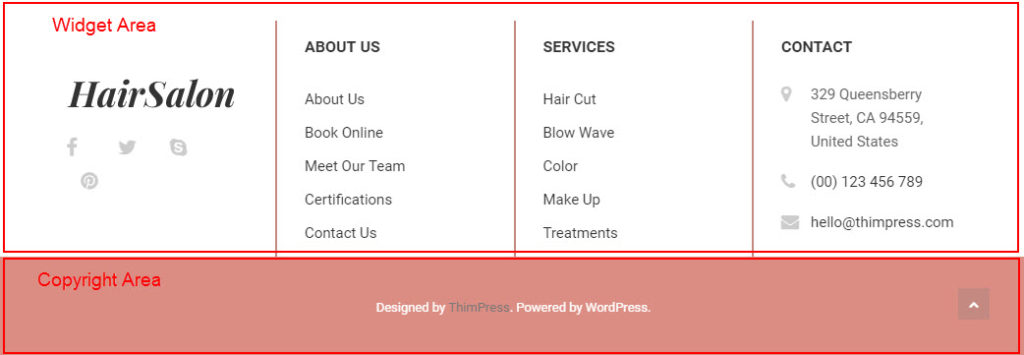 Widget Area
HairSalon
ABOUT US
About Us
Book Online
Meet Our Team
Certifications
Contact Us
SERVICES
Hair Cut
Blow Wave
Color
Make Up
Treatments
CONTACT
329 Queensberry
Street, CA 94559,
United States
(00) 123 456 789
hello@thimpress.com
Copyright Area
Designed by ThimPress. Powered by WordPress.